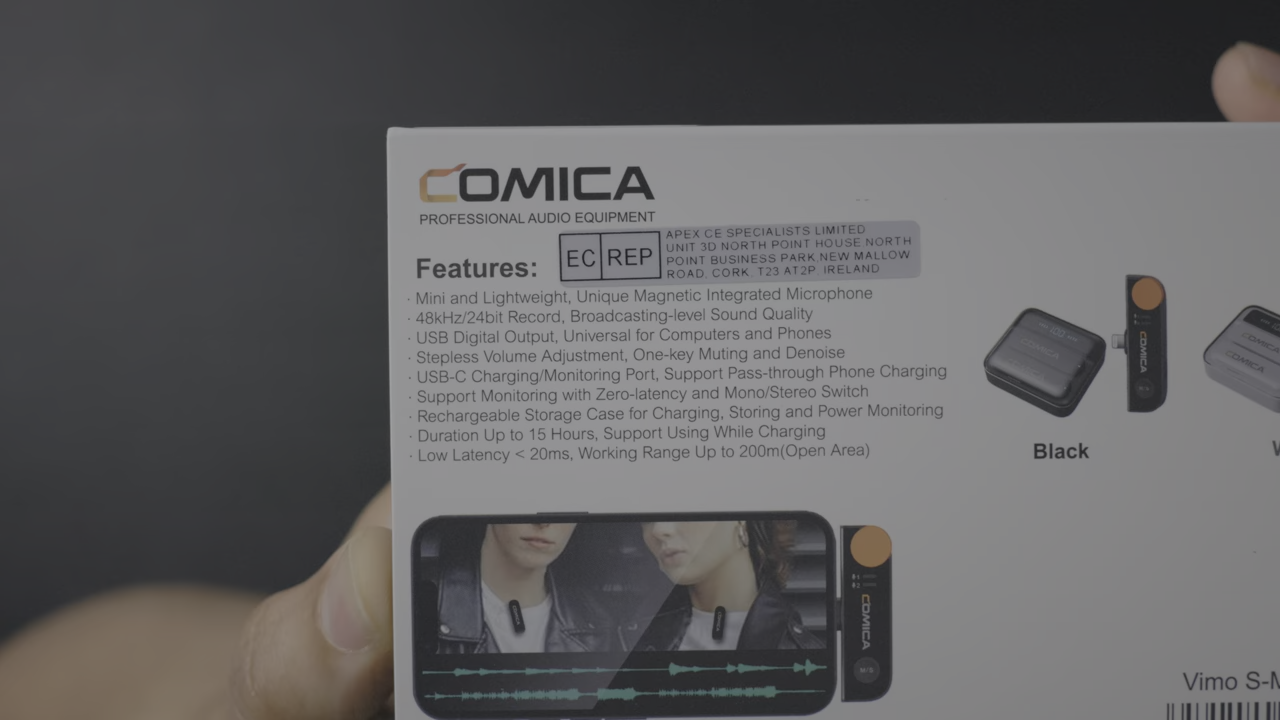 COMICA
PROFESSIONAL AUDIO EQUIPMENT
Features:
EC REP
APEX CE SPECIALISTS LIMITED
UNIT 3D NORTH POINT HOUSE,NORTH
POINT BUSINESS PARK,NEW MALLOW
ROAD, CORK, T23 AT2P, IRELAND
· Mini and Lightweight, Unique Magnetic Integrated Microphone
· 48kHz/24bit Record, Broadcasting-level Sound Quality
· USB Digital Output, Universal for Computers and Phones
· Stepless Volume Adjustment, One-key Muting and Denoise
· USB-C Charging/Monitoring Port, Support Pass-through Phone Charging
· Support Monitoring with Zero-latency and Mono/Stereo Switch
· Rechargeable Storage Case for Charging, Storing and Power Monitoring
· Duration Up to 15 Hours, Support Using While Charging
· Low Latency < 20ms, Working Range Up to 200m(Open Area)
COMICA
COMICA
COMICA
Black
COMICA
M/S
Vimo S-M